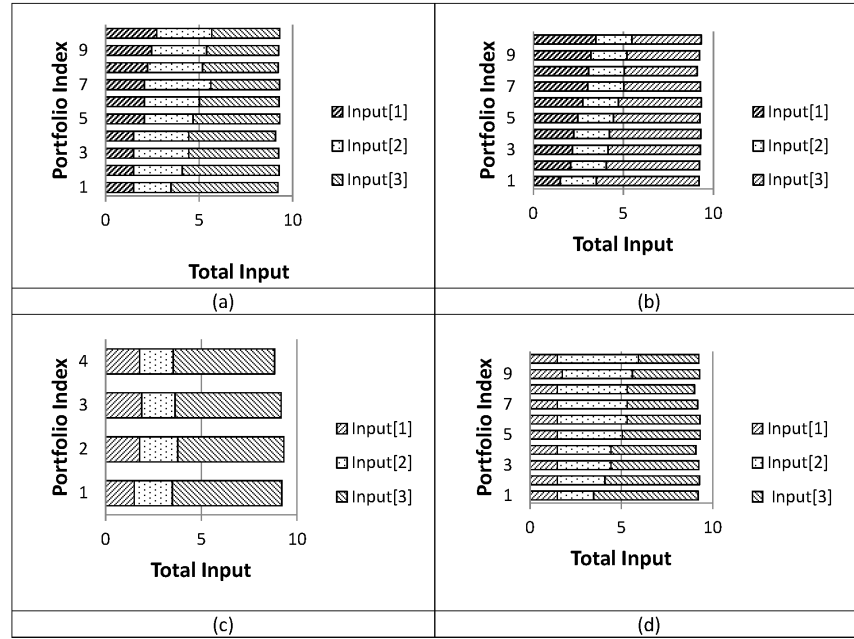 Portfolio Index
9
7
5
3
1
0 5 10
Total Input
Input[1]
Input[2]
Input[3]
(a)
Portfolio Index
9
7
5
3
1
0 5 10
Total Input
Input[1]
Input[2]
Input[3]
(b)
Portfolio Index
4
3
2
1
0 5 10
Total Input
Input[1]
Input[2]
Input[3]
(c)
Portfolio Index
9
7
5
3
1
0 5 10
Total Input
Input[1]
Input[2]
Input[3]
(d)